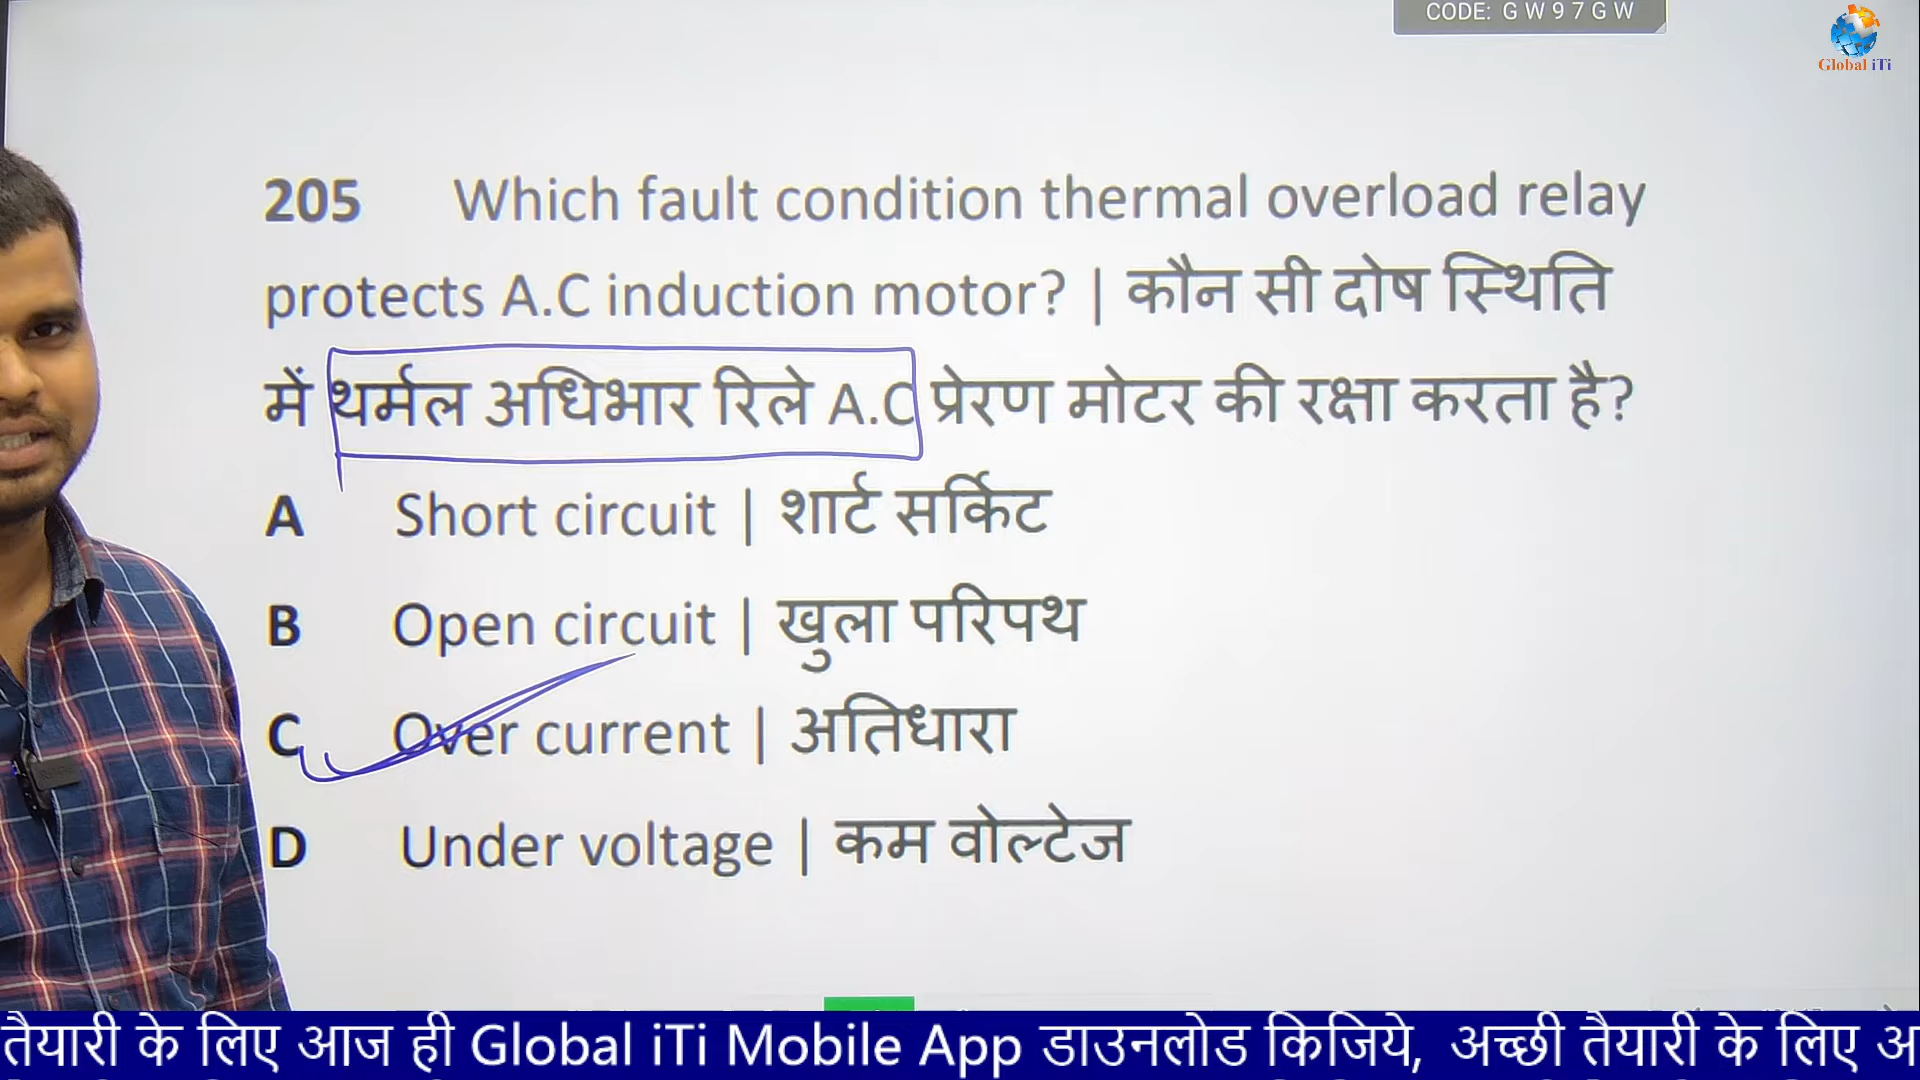 CODE: GW97GW
Global iTi
205 Which fault condition thermal overload relay
protects A.C induction motor? | कौन सी दोष स्थिति
में थर्मल अधिभार रिले A.C प्रेरण मोटर की रक्षा करता है?
A Short circuit | शार्ट सर्किट
B Open circuit | खुला परिपथ
C Over current | अतिधारा
D Under voltage | कम वोल्टेज
तैयारी के लिए आज ही Global iTi Mobile App डाउनलोड किजिये, अच्छी तैयारी के लिए अ